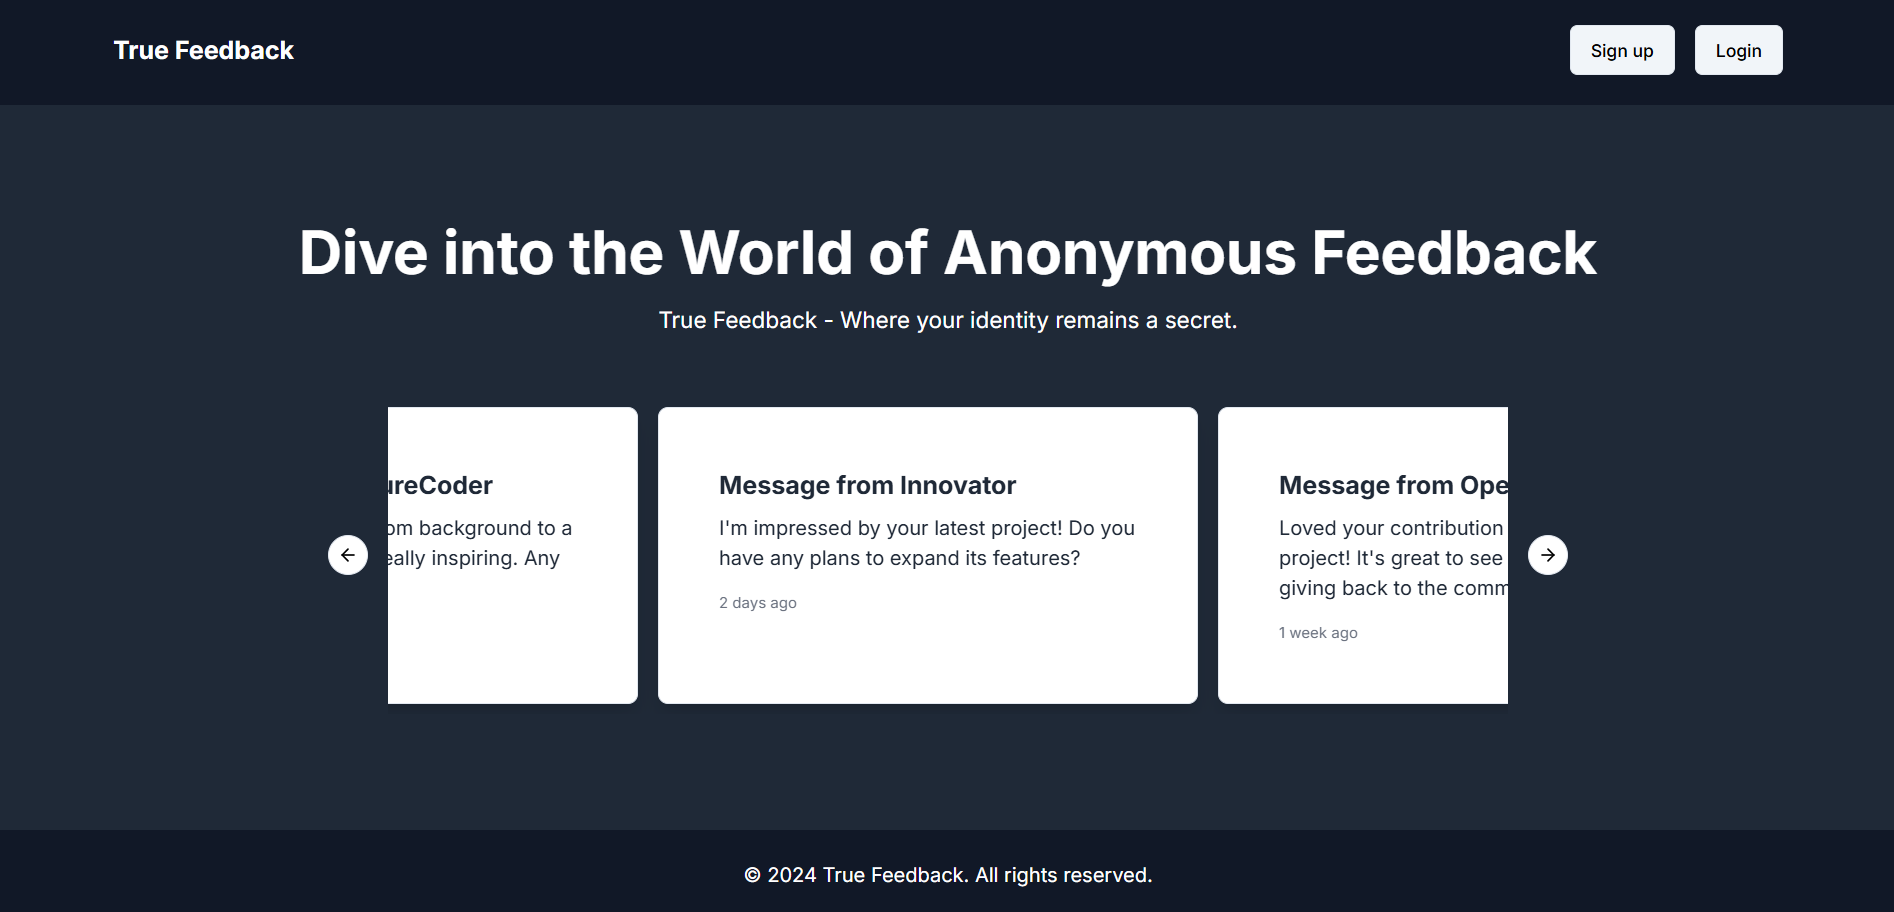 True Feedback
Sign up
Login
Dive into the World of Anonymous Feedback
True Feedback - Where your identity remains a secret.
ureCoder
om background to a
eally inspiring. Any
Message from Innovator
I'm impressed by your latest project! Do you
have any plans to expand its features?
2 days ago
Message from Ope
Loved your contribution
project! It's great to see
giving back to the comm
1 week ago
© 2024 True Feedback. All rights reserved.